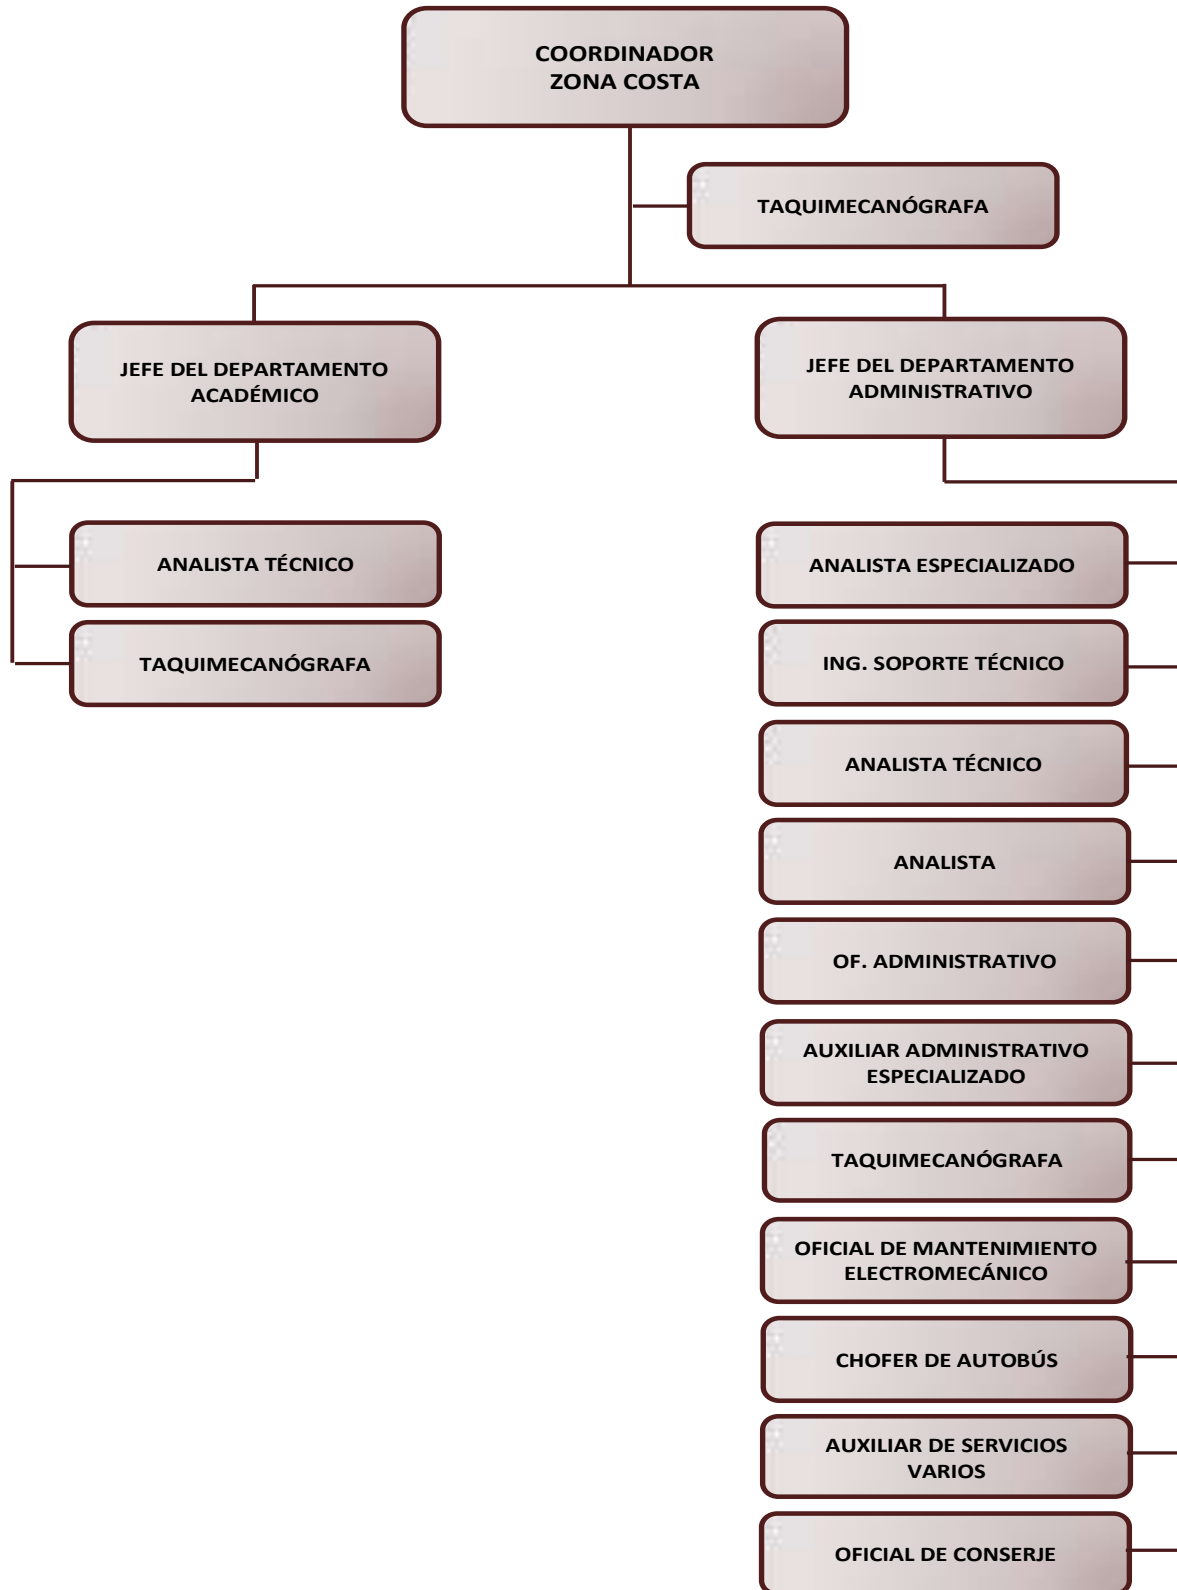 COORDINADOR
ZONA COSTA
TAQUIMECANÓGRAFA
JEFE DEL DEPARTAMENTO
ACADÉMICO
JEFE DEL DEPARTAMENTO
ADMINISTRATIVO
ANALISTA TÉCNICO
TAQUIMECANÓGRAFA
ANALISTA ESPECIALIZADO
ING. SOPORTE TÉCNICO
ANALISTA TÉCNICO
ANALISTA
OF. ADMINISTRATIVO
AUXILIAR ADMINISTRATIVO
ESPECIALIZADO
TAQUIMECANÓGRAFA
OFICIAL DE MANTENIMIENTO
ELECTROMECÁNICO
CHOFER DE AUTOBÚS
AUXILIAR DE SERVICIOS
VARIOS
OFICIAL DE CONSERJE